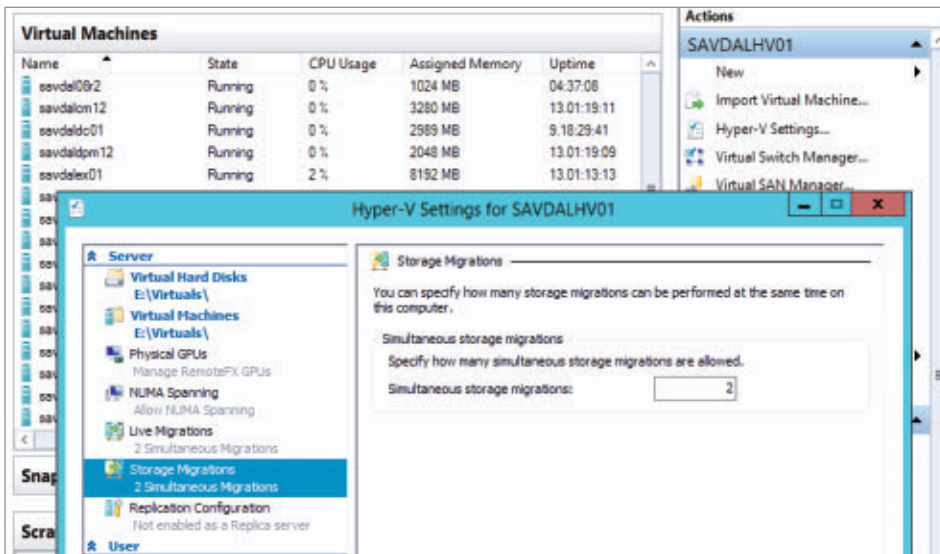 Virtual Machines
Name State CPU Usage Assigned Memory Uptime
savdal08r2 Running 0 % 1024 MB 04:37:08
savdalom12 Running 0 % 3280 MB 13.01:19:11
savdaldc01 Running 0 % 2989 MB 9.18:29:41
savdaldpm12 Running 0 % 2048 MB 13.01:19:09
savdalex01 Running 2 % 8192 MB 13.01:13:13
Actions
SAVDALHV01
New
Import Virtual Machine...
Hyper-V Settings...
Virtual Switch Manager...
Virtual SAN Manager...
Hyper-V Settings for SAVDALHV01
Server
Virtual Hard Disks
E:\Virtuals\
Virtual Machines
E:\Virtuals\
Physical GPUs
Manage RemoteFX GPUs
NUMA Spanning
Allow NUMA Spanning
Live Migrations
2 Simultaneous Migrations
Storage Migrations
2 Simultaneous Migrations
Replication Configuration
Not enabled as a Replica server
User
Storage Migrations
You can specify how many storage migrations can be performed at the same time on
this computer.
Simultaneous storage migrations
Specify how many simultaneous storage migrations are allowed.
Simultaneous storage migrations: 2
Snap
Scra